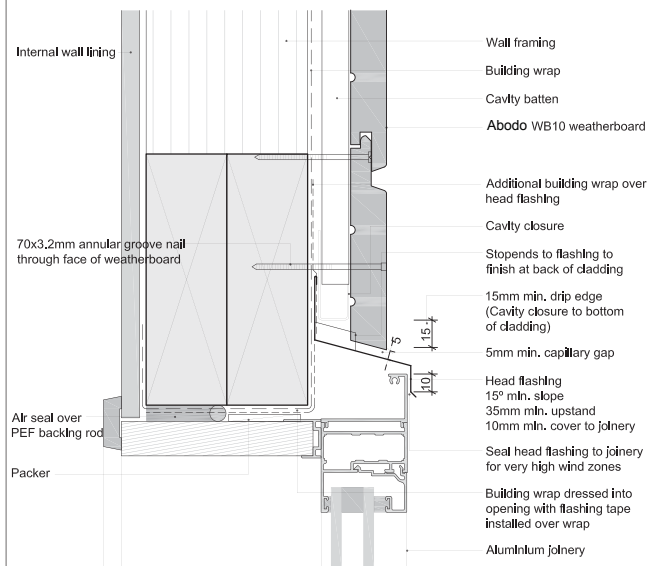 Internal wall lining
70x3.2mm annular groove nail
through face of weatherboard
Air seal over
PEF backing rod
Packer
Wall framing
Building wrap
Cavity batten
Abodo WB10 weatherboard
Additional building wrap over
head flashing
Cavity closure
Stopends to flashing to
finish at back of cladding
15mm min. drip edge
(Cavity closure to bottom
of cladding)
5mm min. capillary gap
Head flashing
15º min. slope
35mm min. upstand
10mm min. cover to joinery
Seal head flashing to joinery
for very high wind zones
Building wrap dressed into
opening with flashing tape
installed over wrap
Aluminium joinery
15
5
10